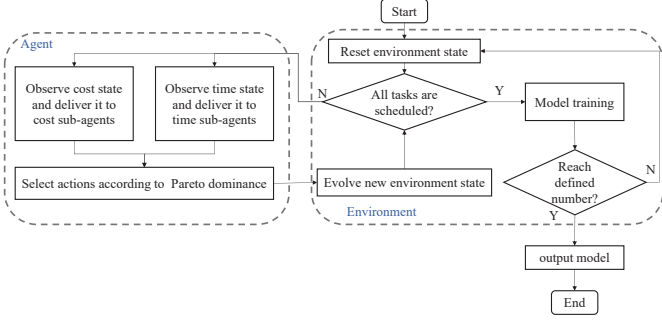 Start
Agent
Reset environment state
Observe cost state
and deliver it to
cost sub-agents
Observe time state
and deliver it to
time sub-agents
N
All tasks are
scheduled?
Y
Model training
Select actions according to Pareto dominance
Evolve new environment state
Reach
defined
number?
N
Y
Environment
output model
End